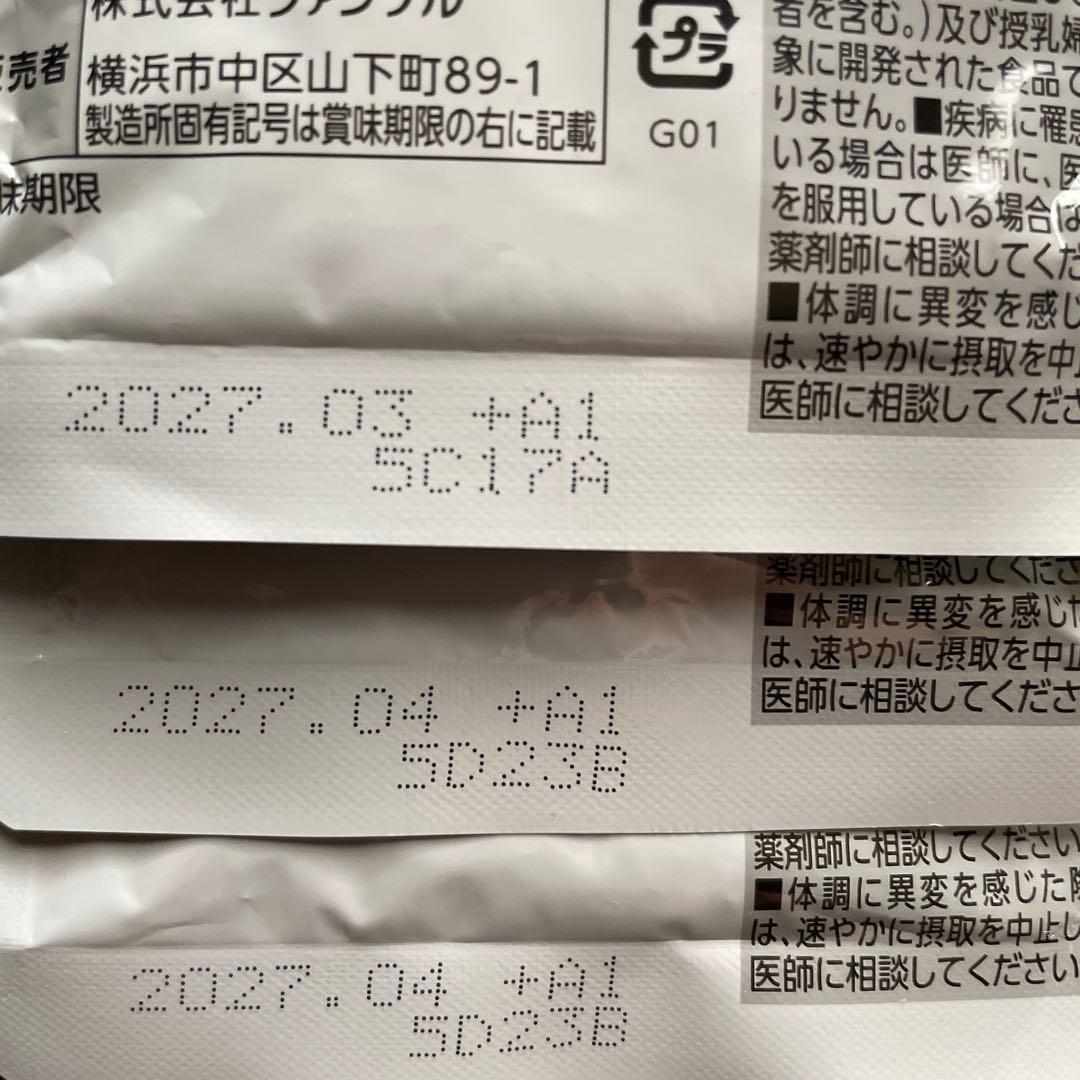 株式会社ファンケル
売者
横浜市中区山下町89-1
製造所固有記号は賞味期限の右に記載
味期限
プラ
G01
者を含む。)及び授乳婦
象に開発された食品で
りません。■疾病に罹患
いる場合は医師に、医
を服用している場合は
薬剤師に相談してくだ
■体調に異変を感じ
は、速やかに摂取を中止
医師に相談してくださ
2027.03 +A1
5C17A
薬剤師に相談してくださ
■体調に異変を感じた
は、速やかに摂取を中止
医師に相談してくださ
2027.04 +A1
5D23B
薬剤師に相談してください
■体調に異変を感じた際
は、速やかに摂取を中止し
医師に相談してください
2027.04 +A1
5D23B